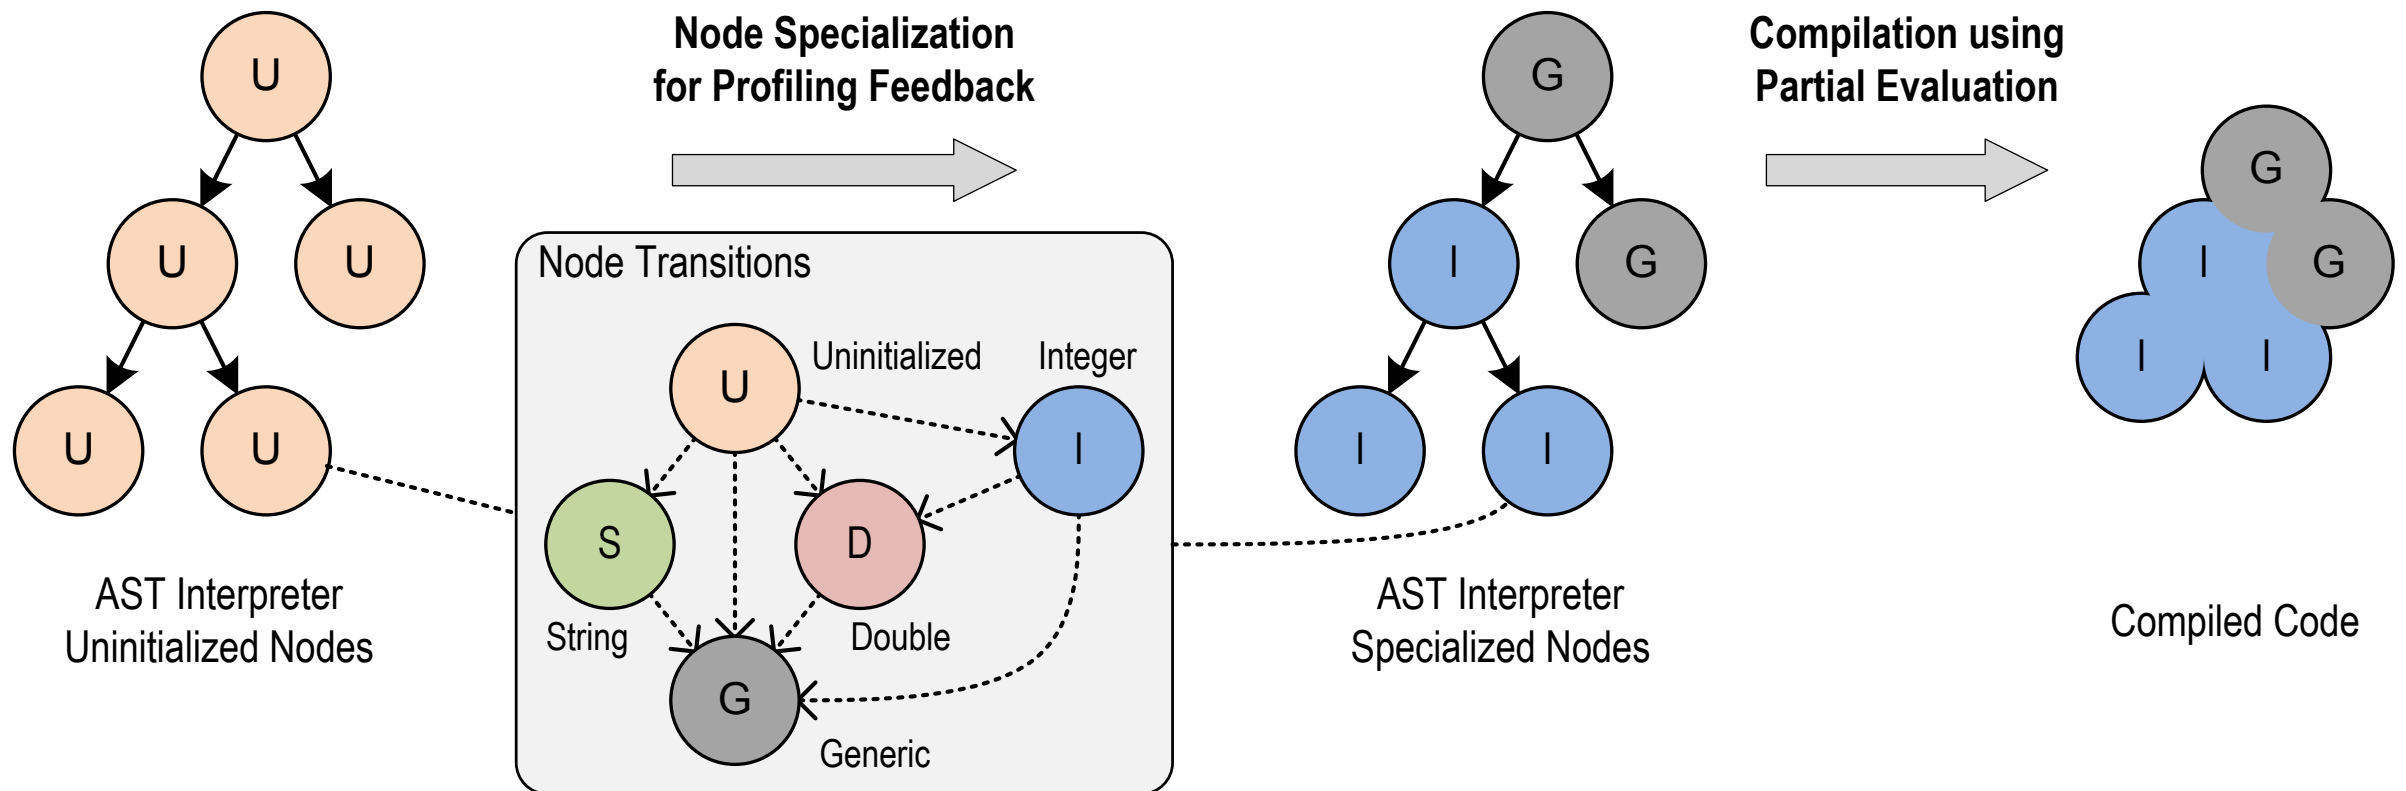 U
U
U
U
U
AST Interpreter
Uninitialized Nodes
Node Specialization
for Profiling Feedback
Node Transitions
U
Uninitialized
Integer
I
S
D
String
Double
G
Generic
G
I
G
I
I
AST Interpreter
Specialized Nodes
Compilation using
Partial Evaluation
G
I
G
I
I
Compiled Code